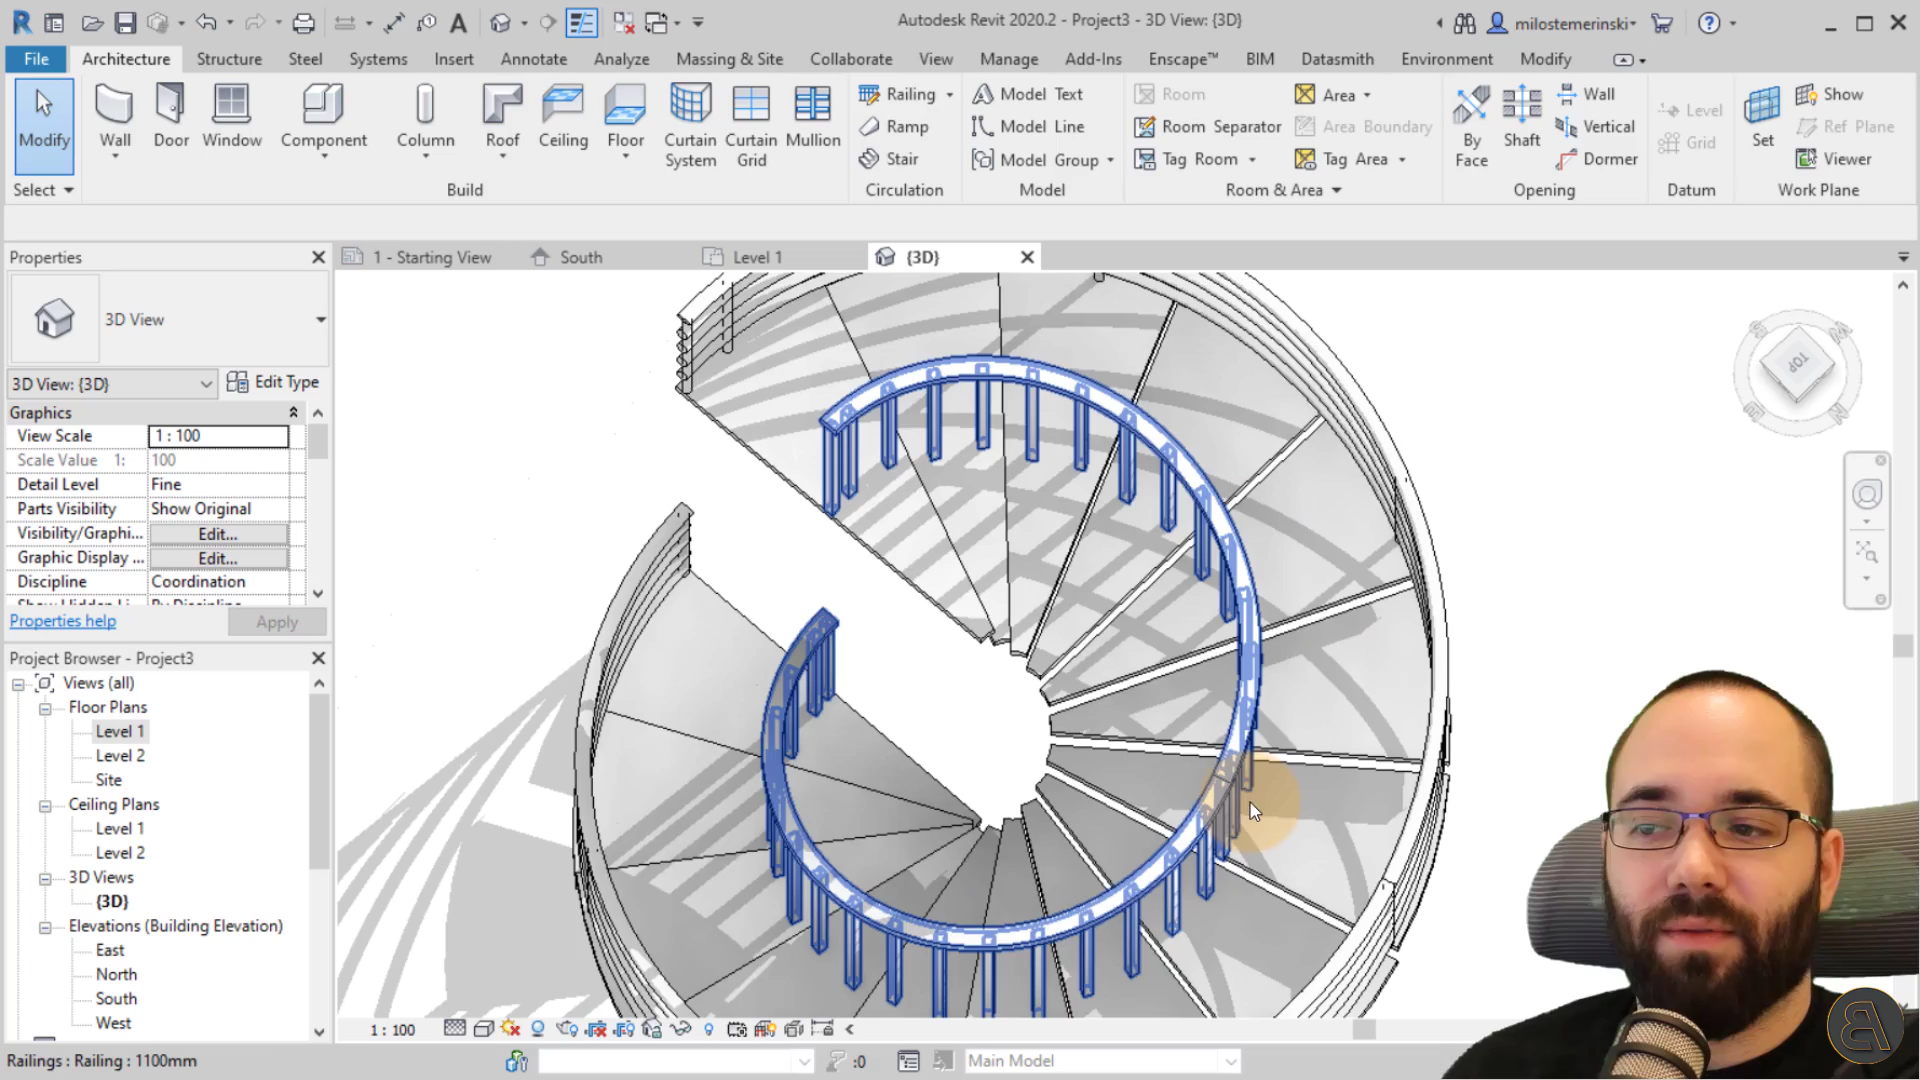 Autodesk Revit 2020.2 - Project3 - 3D View: {3D}
milostemerinski
File Architecture Structure Steel Systems Insert Annotate Analyze Massing & Site Collaborate View Manage Add-Ins Enscape™ BIM Datasmith Environment Modify
Modify
Wall
Door
Window
Component
Column
Roof
Ceiling
Floor
Curtain System
Curtain Grid
Mullion
Railing
Ramp
Stair
Model Text
Model Line
Model Group
Room
Room Separator
Tag Room
Area
Area Boundary
Tag Area
By Face
Shaft
Wall
Vertical
Dormer
Level
Grid
Set
Show
Ref Plane
Viewer
Select Build Circulation Model Room & Area Opening Datum Work Plane
Properties
1 - Starting View South Level 1 {3D}
3D View
3D View: {3D} Edit Type
Graphics
View Scale 1 : 100
Scale Value 1: 100
Detail Level Fine
Parts Visibility Show Original
Visibility/Graphi... Edit...
Graphic Display ... Edit...
Discipline Coordination
Properties help Apply
Project Browser - Project3
Views (all)
Floor Plans
Level 1
Level 2
Site
Ceiling Plans
Level 1
Level 2
3D Views
{3D}
Elevations (Building Elevation)
East
North
South
West
TOP
1 : 100
Railings : Railing : 1100mm
:0
Main Model